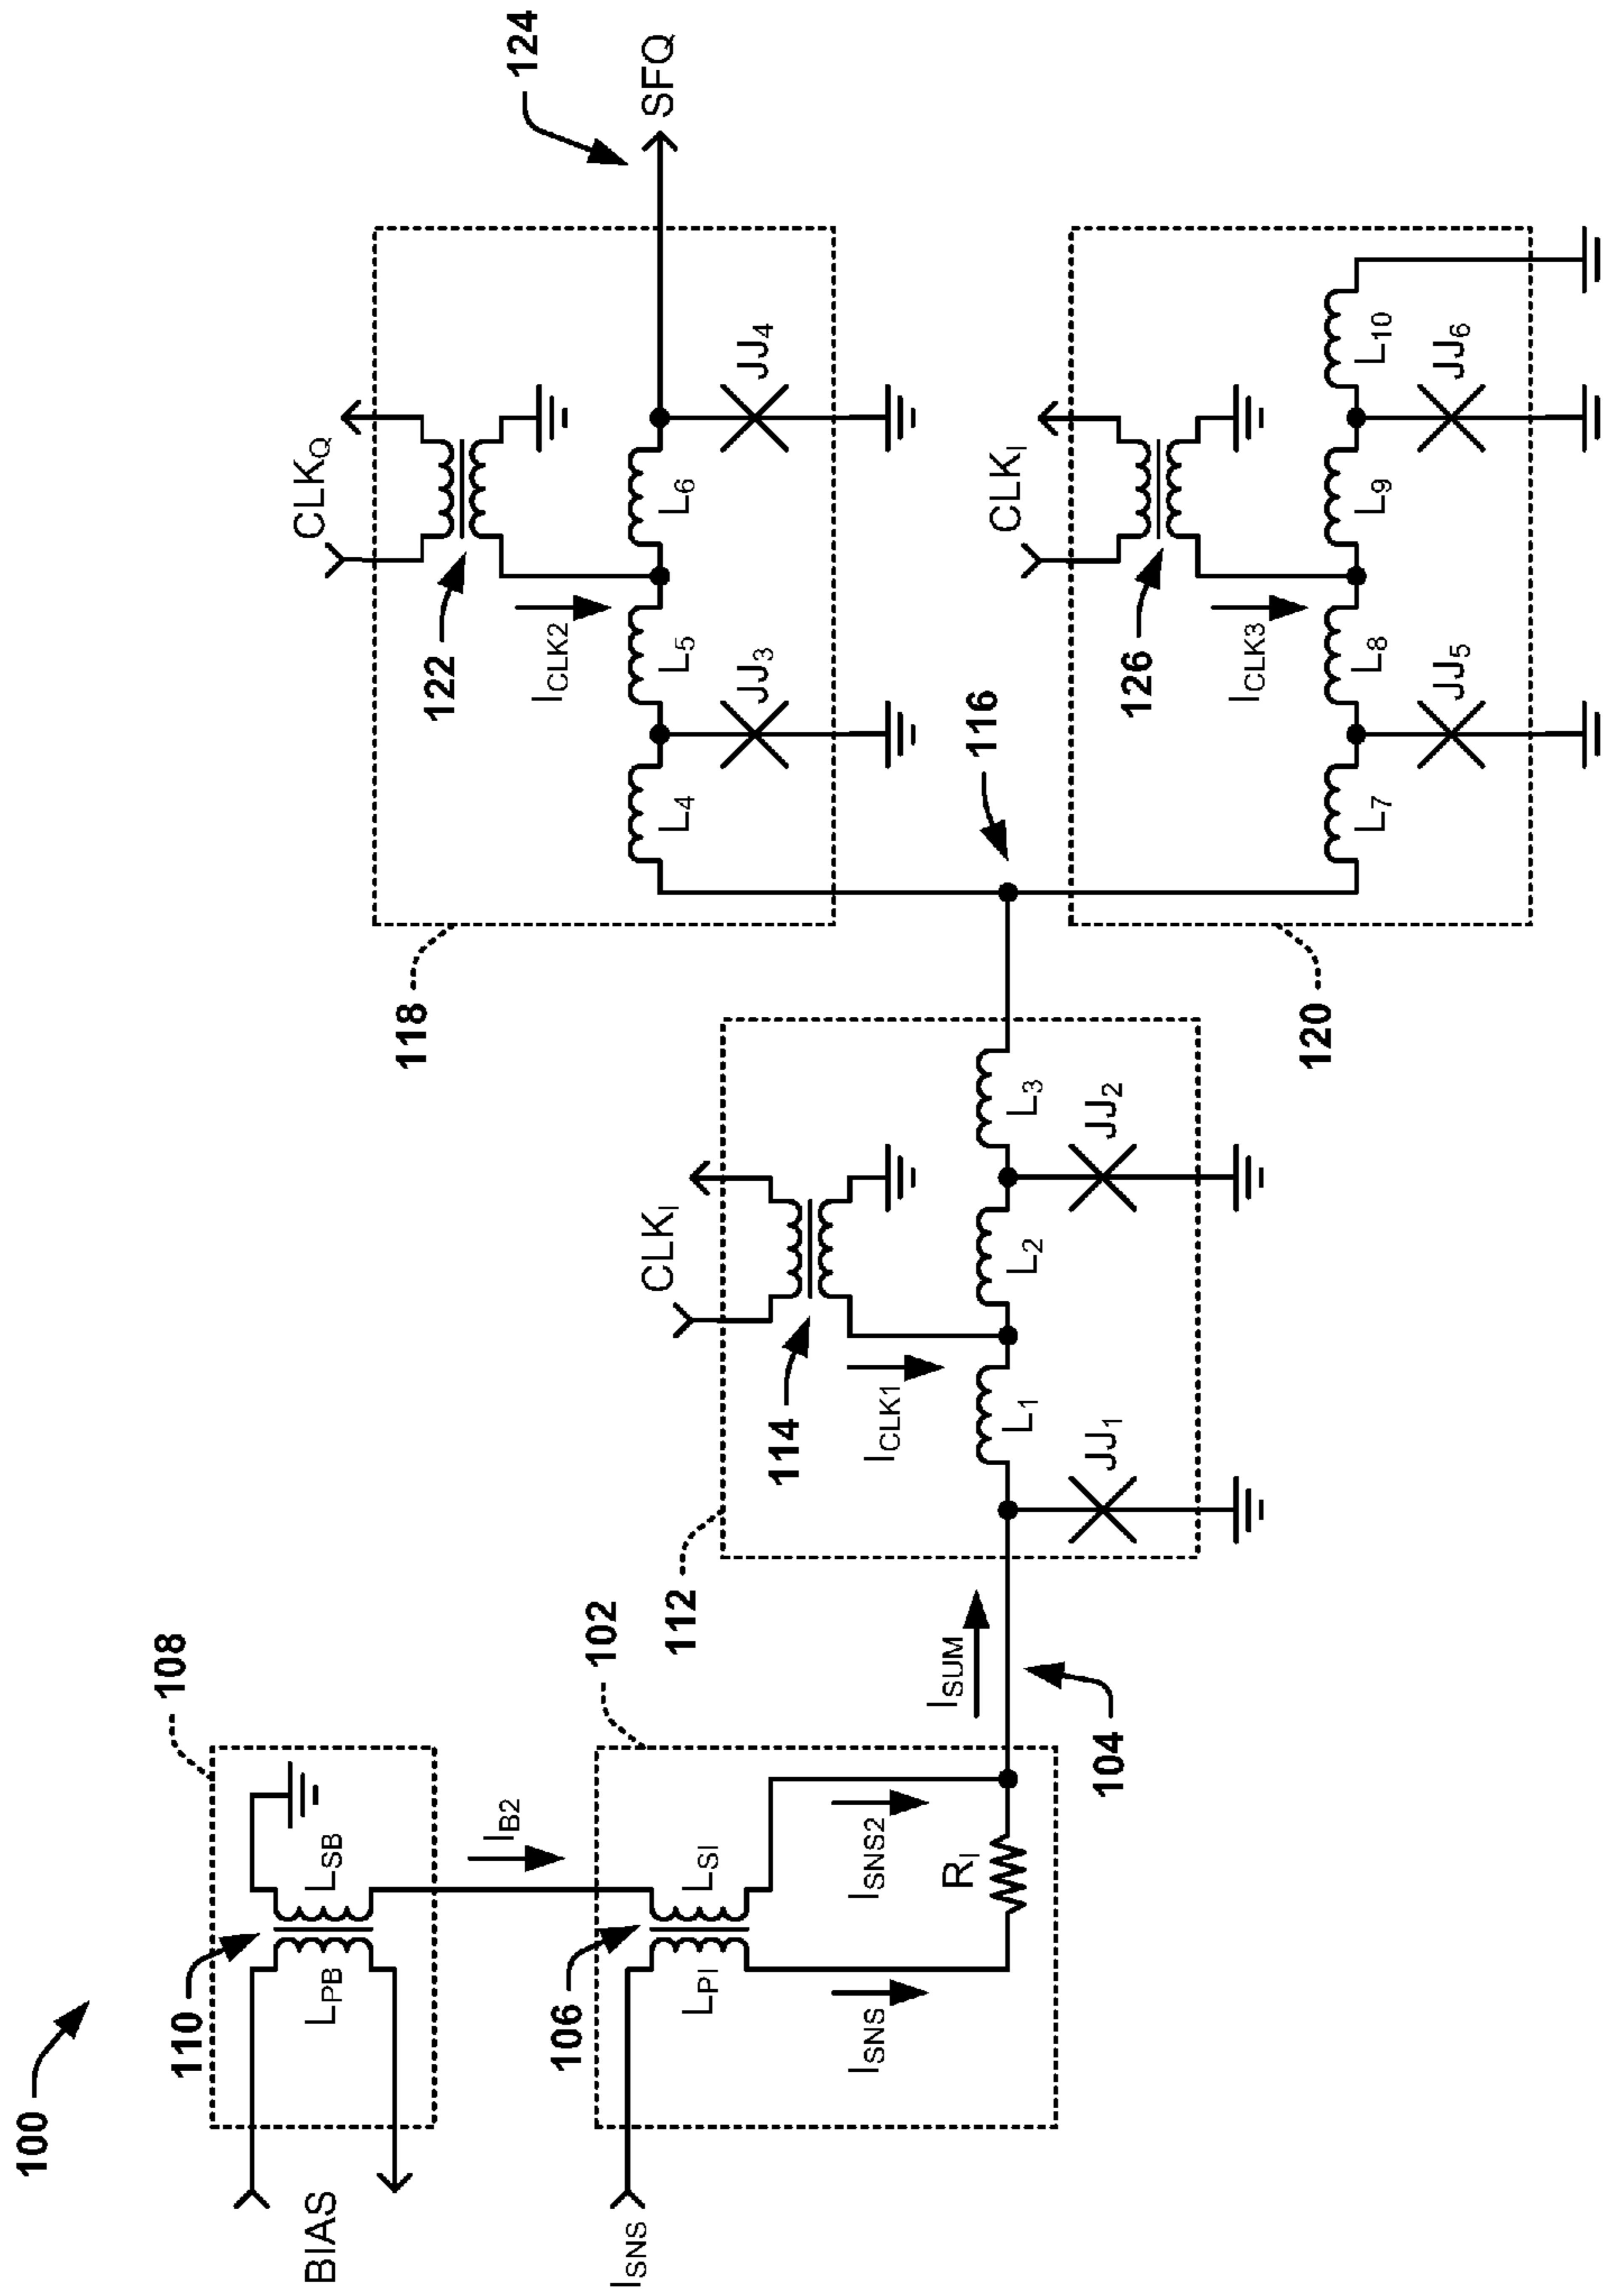 100
BIAS
110
L_PB
L_SB
108
I_B2
I_SNS
106
L_PI
L_SI
102
I_SNS
I_SNS2
R_I
I_SUM
104
112
CLK_I
114
I_CLK1
L_1
L_2
L_3
JJ_1
JJ_2
116
118
CLK_Q
122
I_CLK2
L_4
L_5
L_6
JJ_3
JJ_4
124
SFQ
120
CLK_I
126
I_CLK3
L_7
L_8
L_9
L_10
JJ_5
JJ_6